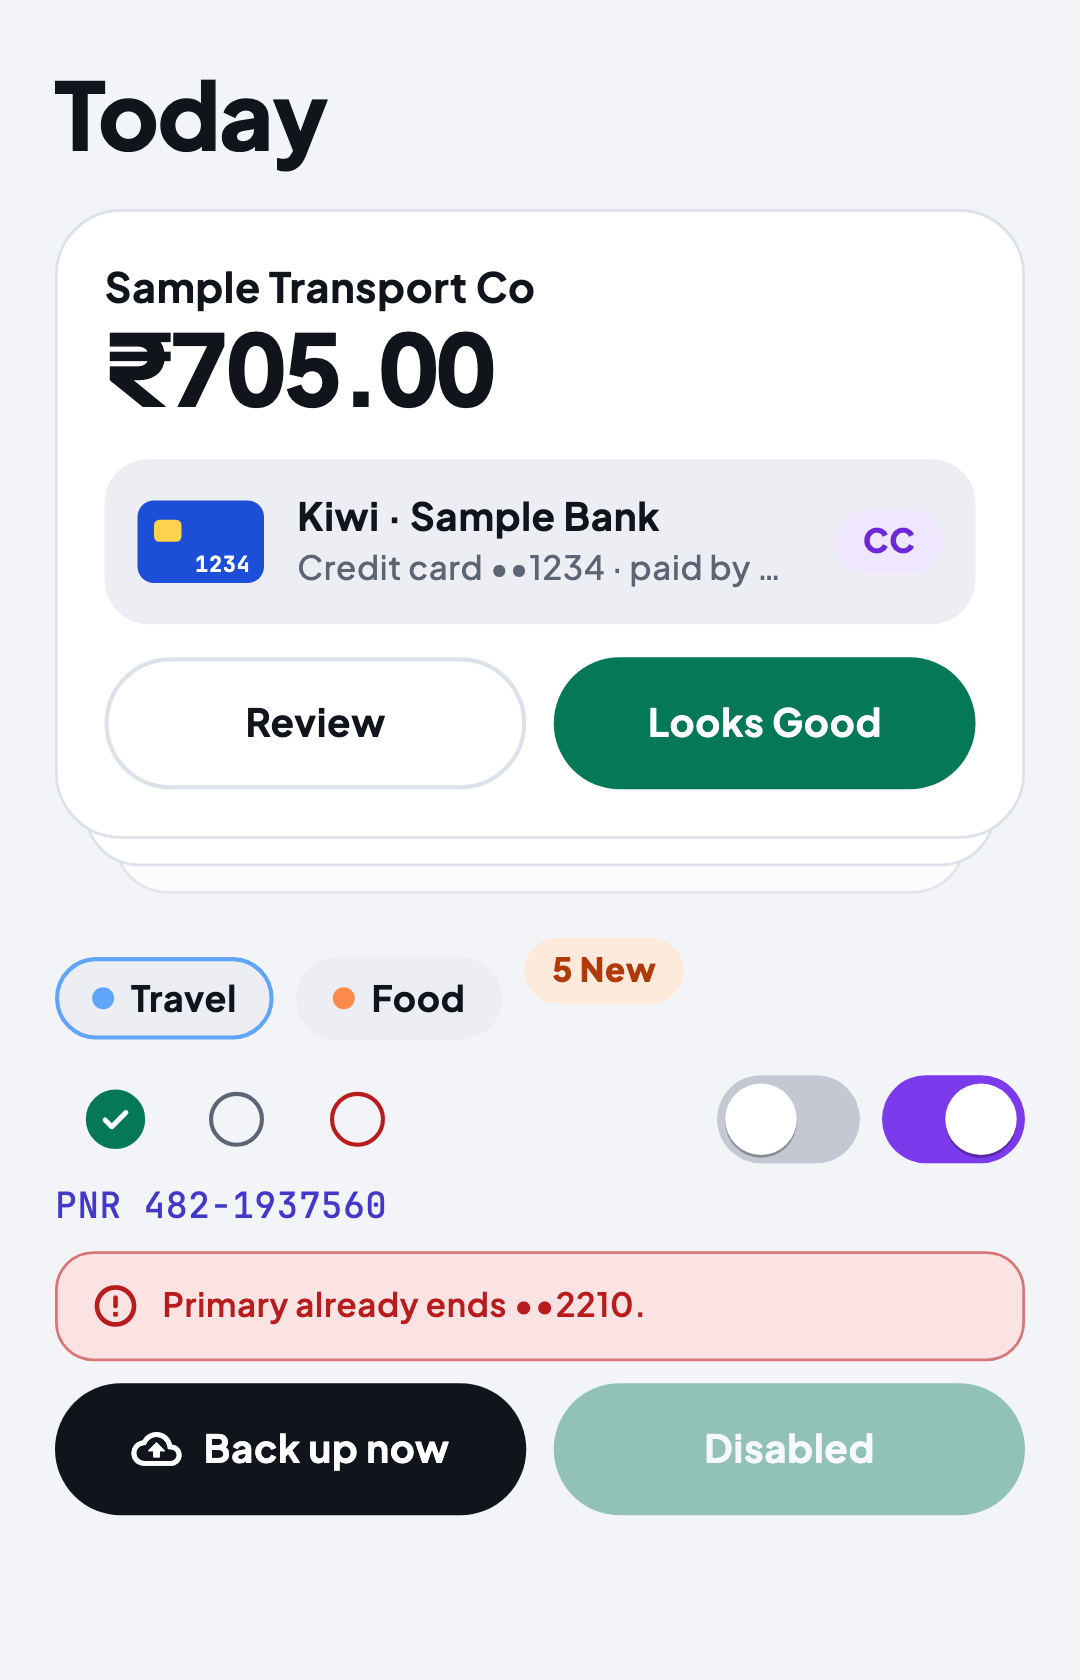 Today
Sample Transport Co
₹705.00
1234
Kiwi · Sample Bank
Credit card ••1234 · paid by …
CC
Review
Looks Good
Travel
Food
5 New
PNR 482-1937560
Primary already ends ••2210.
Back up now
Disabled